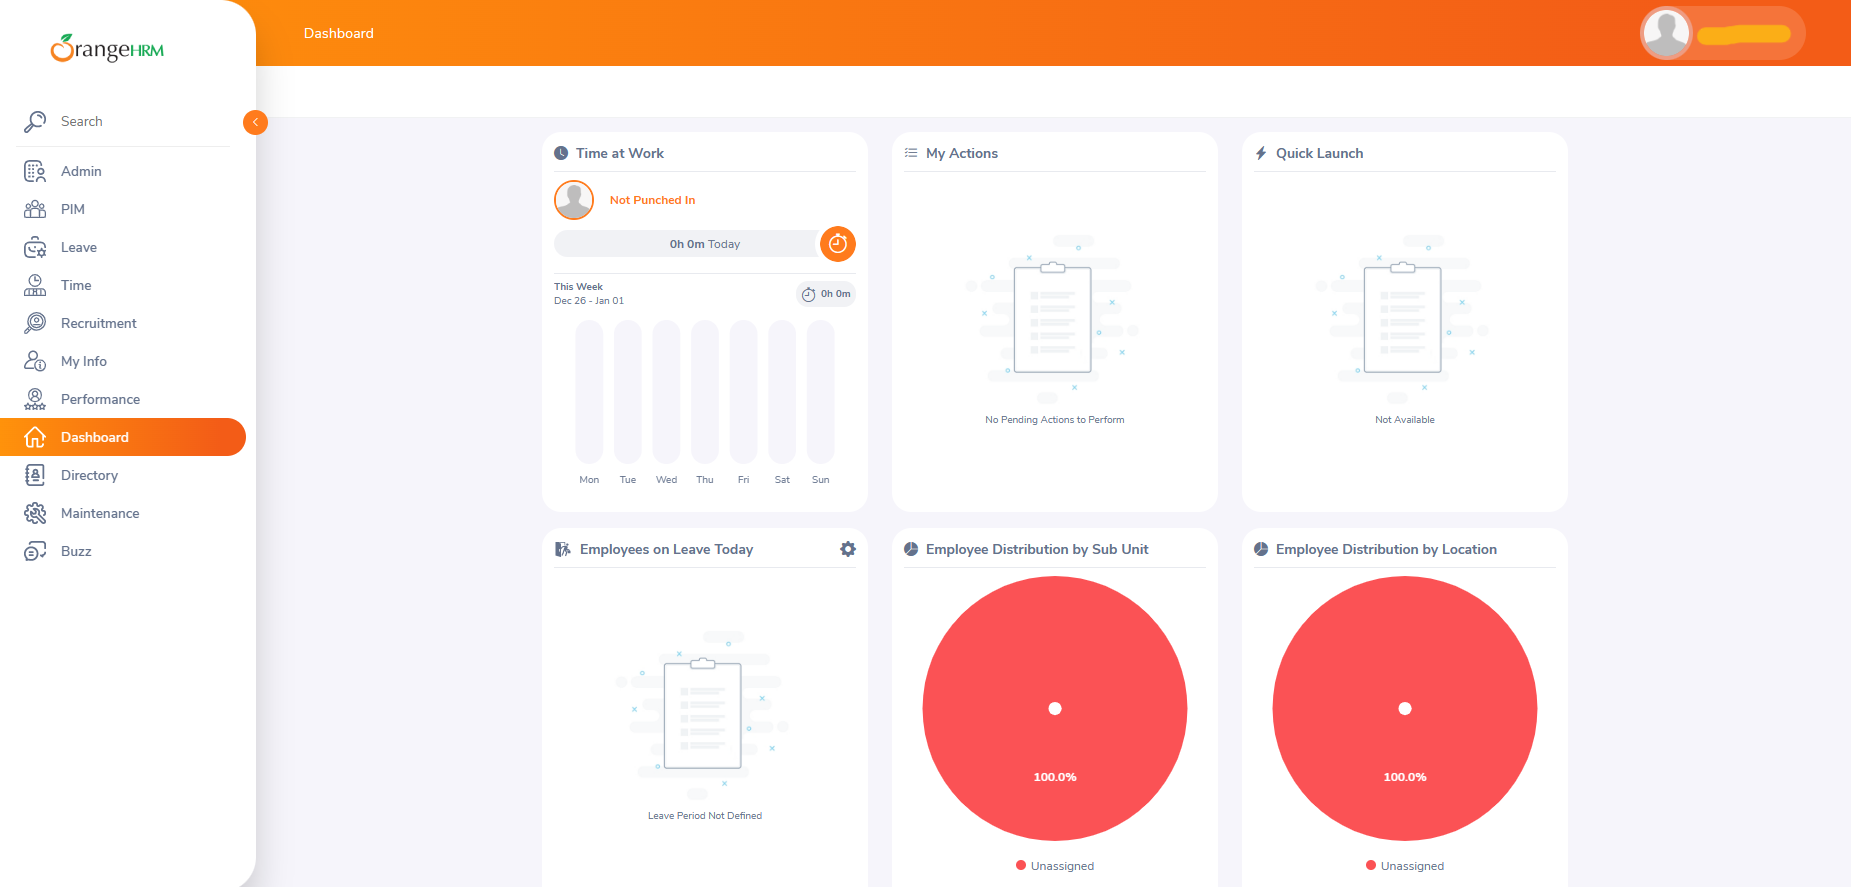 OrangeHRM
Dashboard
Search
Admin
PIM
Leave
Time
Recruitment
My Info
Performance
Dashboard
Directory
Maintenance
Buzz
Time at Work
Not Punched In
0h 0m Today
This Week
Dec 26 - Jan 01
0h 0m
Mon Tue Wed Thu Fri Sat Sun
My Actions
No Pending Actions to Perform
Quick Launch
Not Available
Employees on Leave Today
Leave Period Not Defined
Employee Distribution by Sub Unit
100.0%
Unassigned
Employee Distribution by Location
100.0%
Unassigned